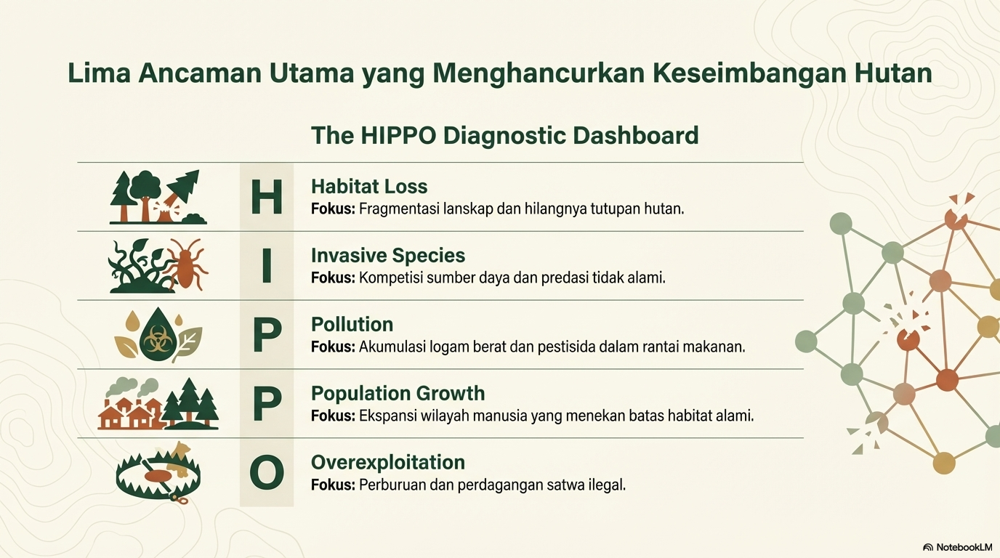 Lima Ancaman Utama yang Menghancurkan Keseimbangan Hutan
The HIPPO Diagnostic Dashboard
H
Habitat Loss
Fokus: Fragmentasi lanskap dan hilangnya tutupan hutan.
I
Invasive Species
Fokus: Kompetisi sumber daya dan predasi tidak alami.
P
Pollution
Fokus: Akumulasi logam berat dan pestisida dalam rantai makanan.
P
Population Growth
Fokus: Ekspansi wilayah manusia yang menekan batas habitat alami.
O
Overexploitation
Fokus: Perburuan dan perdagangan satwa ilegal.
NotebookLM